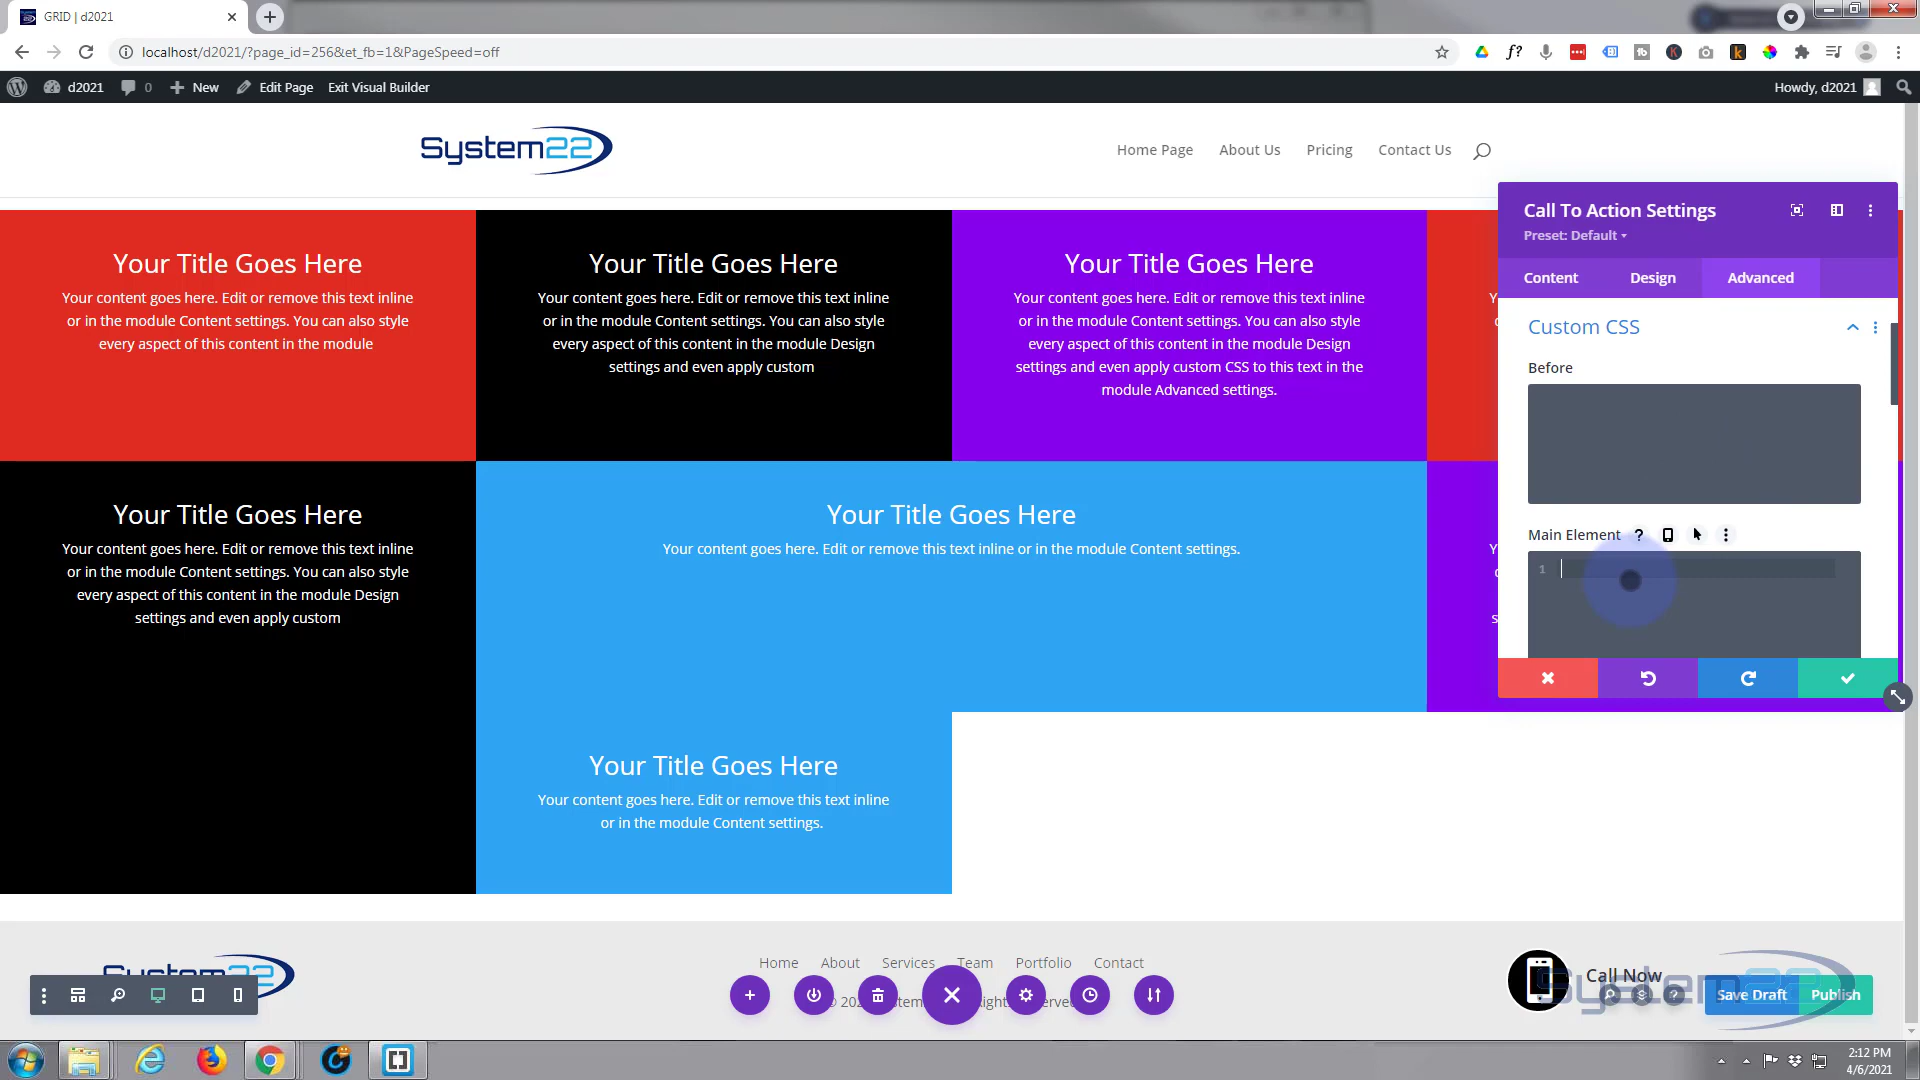 GRID | d2021
localhost/d2021/?page_id=256&et_fb=1&PageSpeed=off
d2021
0
New
Edit Page
Exit Visual Builder
Howdy, d2021
System22
Home Page
About Us
Pricing
Contact Us
Your Title Goes Here
Your content goes here. Edit or remove this text inline
or in the module Content settings. You can also style
every aspect of this content in the module
Your Title Goes Here
Your content goes here. Edit or remove this text inline
or in the module Content settings. You can also style
every aspect of this content in the module Design
settings and even apply custom
Your Title Goes Here
Your content goes here. Edit or remove this text inline
or in the module Content settings. You can also style
every aspect of this content in the module Design
settings and even apply custom CSS to this text in the
module Advanced settings.
Call To Action Settings
Preset: Default
Content
Design
Advanced
Custom CSS
Before
Main Element
1
Your Title Goes Here
Your content goes here. Edit or remove this text inline
or in the module Content settings. You can also style
every aspect of this content in the module Design
settings and even apply custom
Your Title Goes Here
Your content goes here. Edit or remove this text inline or in the module Content settings.
Your Title Goes Here
Your content goes here. Edit or remove this text inline
or in the module Content settings.
System22
Home
About
Services
Team
Portfolio
Contact
Call Now
System22
Save Draft
Publish
2:12 PM
4/6/2021